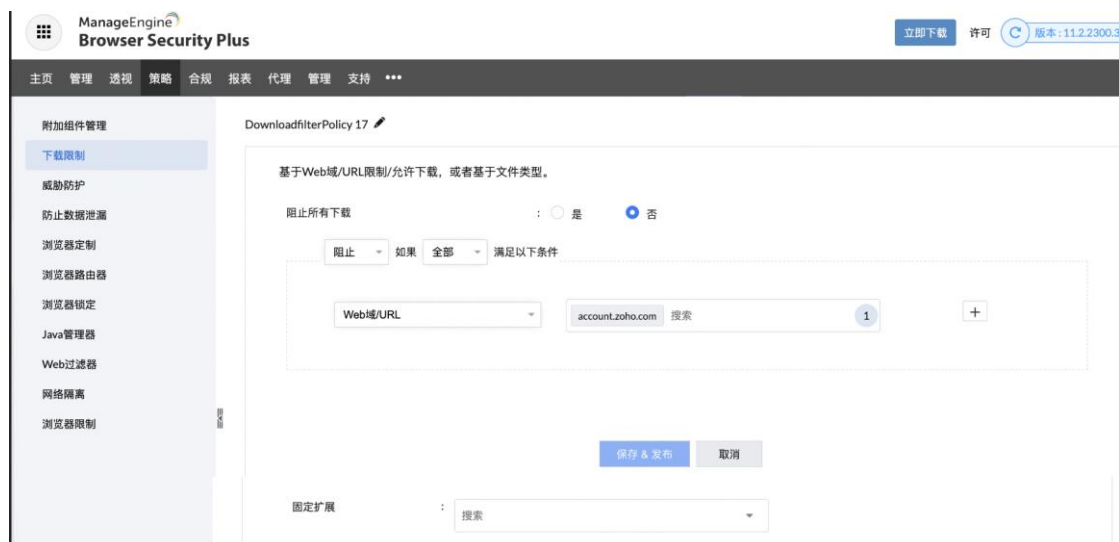 ManageEngine
Browser Security Plus
立即下载 许可 版本 : 11.2.2300.3
主页 管理 透视 策略 合规 报表 代理 管理 支持 •••
附加组件管理
下载限制
威胁防护
防止数据泄漏
浏览器定制
浏览器路由器
浏览器锁定
Java管理器
Web过滤器
网络隔离
浏览器限制
DownloadfilterPolicy 17
基于Web域/URL限制/允许下载，或者基于文件类型。
阻止所有下载 : 是 否
阻止 如果 全部 满足以下条件
Web域/URL account.zoho.com 搜索 1 +
保存 & 发布 取消
固定扩展 : 搜索